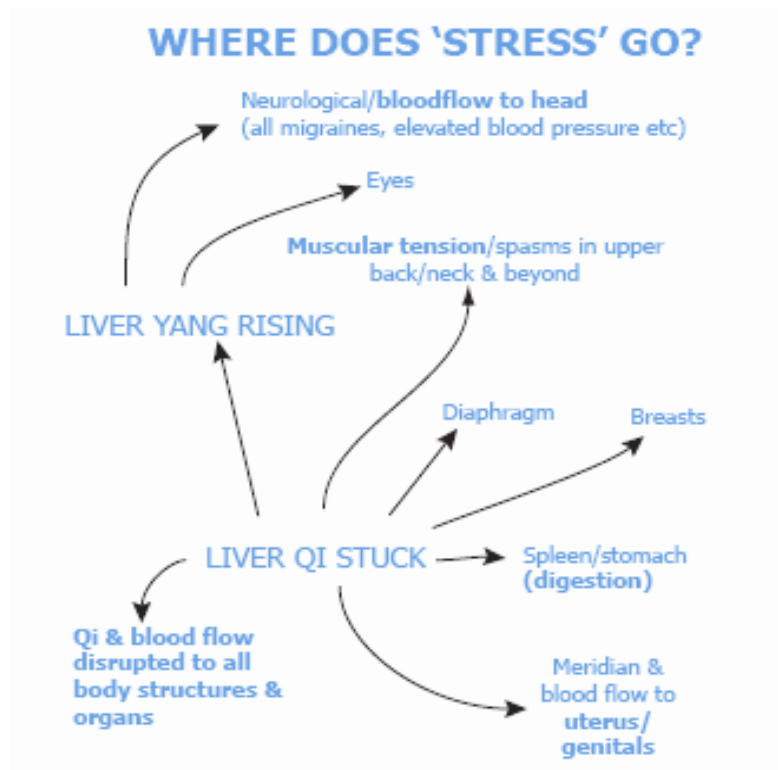 WHERE DOES ‘STRESS’ GO?
Neurological/bloodflow to head
(all migraines, elevated blood pressure etc)
Eyes
Muscular tension/spasms in upper
back/neck & beyond
LIVER YANG RISING
Diaphragm
Breasts
LIVER QI STUCK
Spleen/stomach
(digestion)
Qi & blood flow
disrupted to all
body structures &
organs
Meridian &
blood flow to
uterus/
genitals